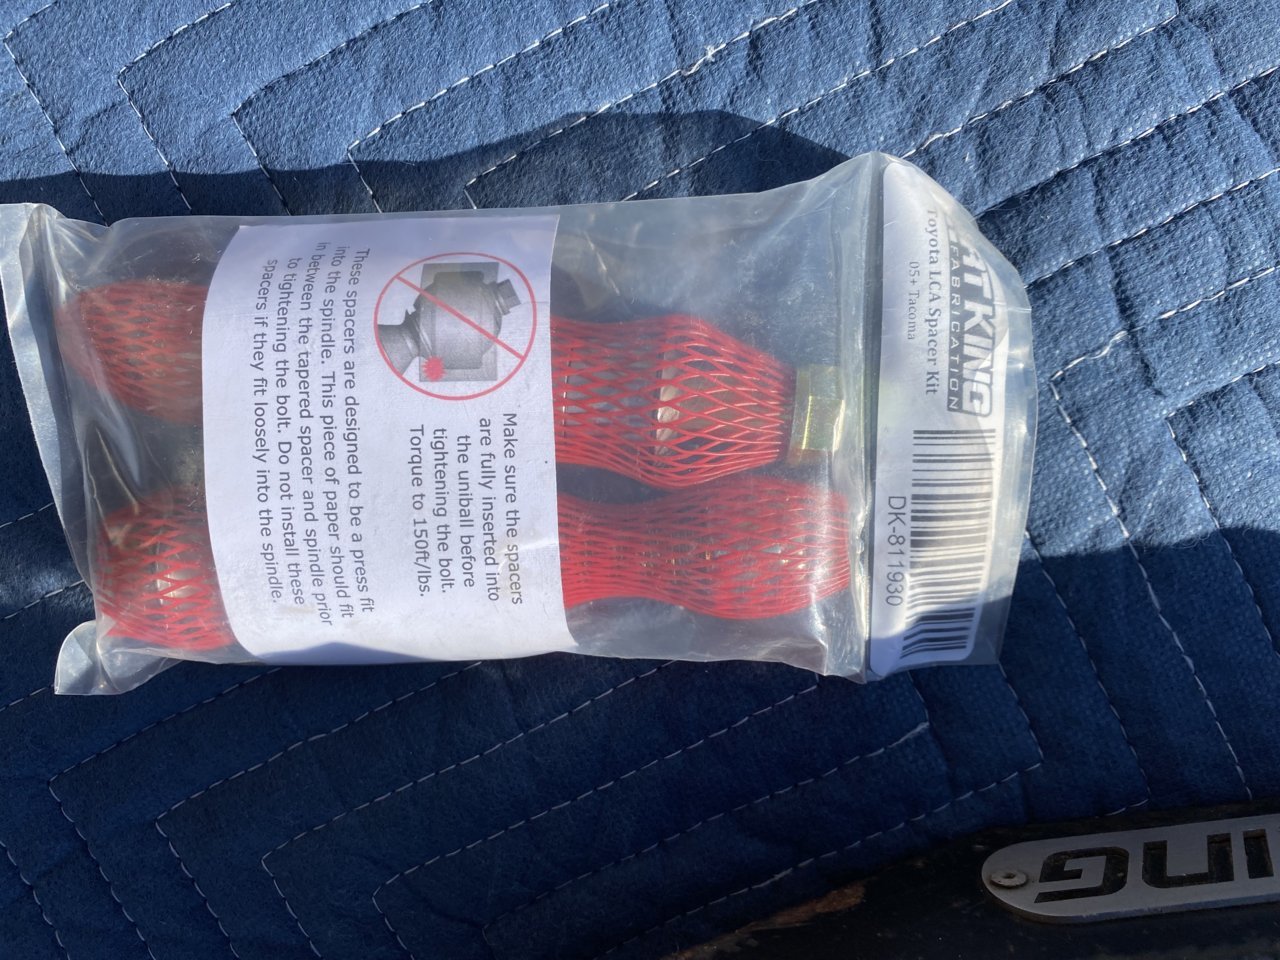 KING
FABRICATION
Toyota LCA Spacer Kit
05+ Tacoma
DK-811930
Make sure the spacers
are fully inserted into
the uniball before
tightening the bolt.
Torque to 150ft/lbs.
These spacers are designed to be a press fit
into the spindle. This piece of paper should fit
in between the tapered spacer and spindle prior
to tightening the bolt. Do not install these
spacers if they fit loosely into the spindle.
ING